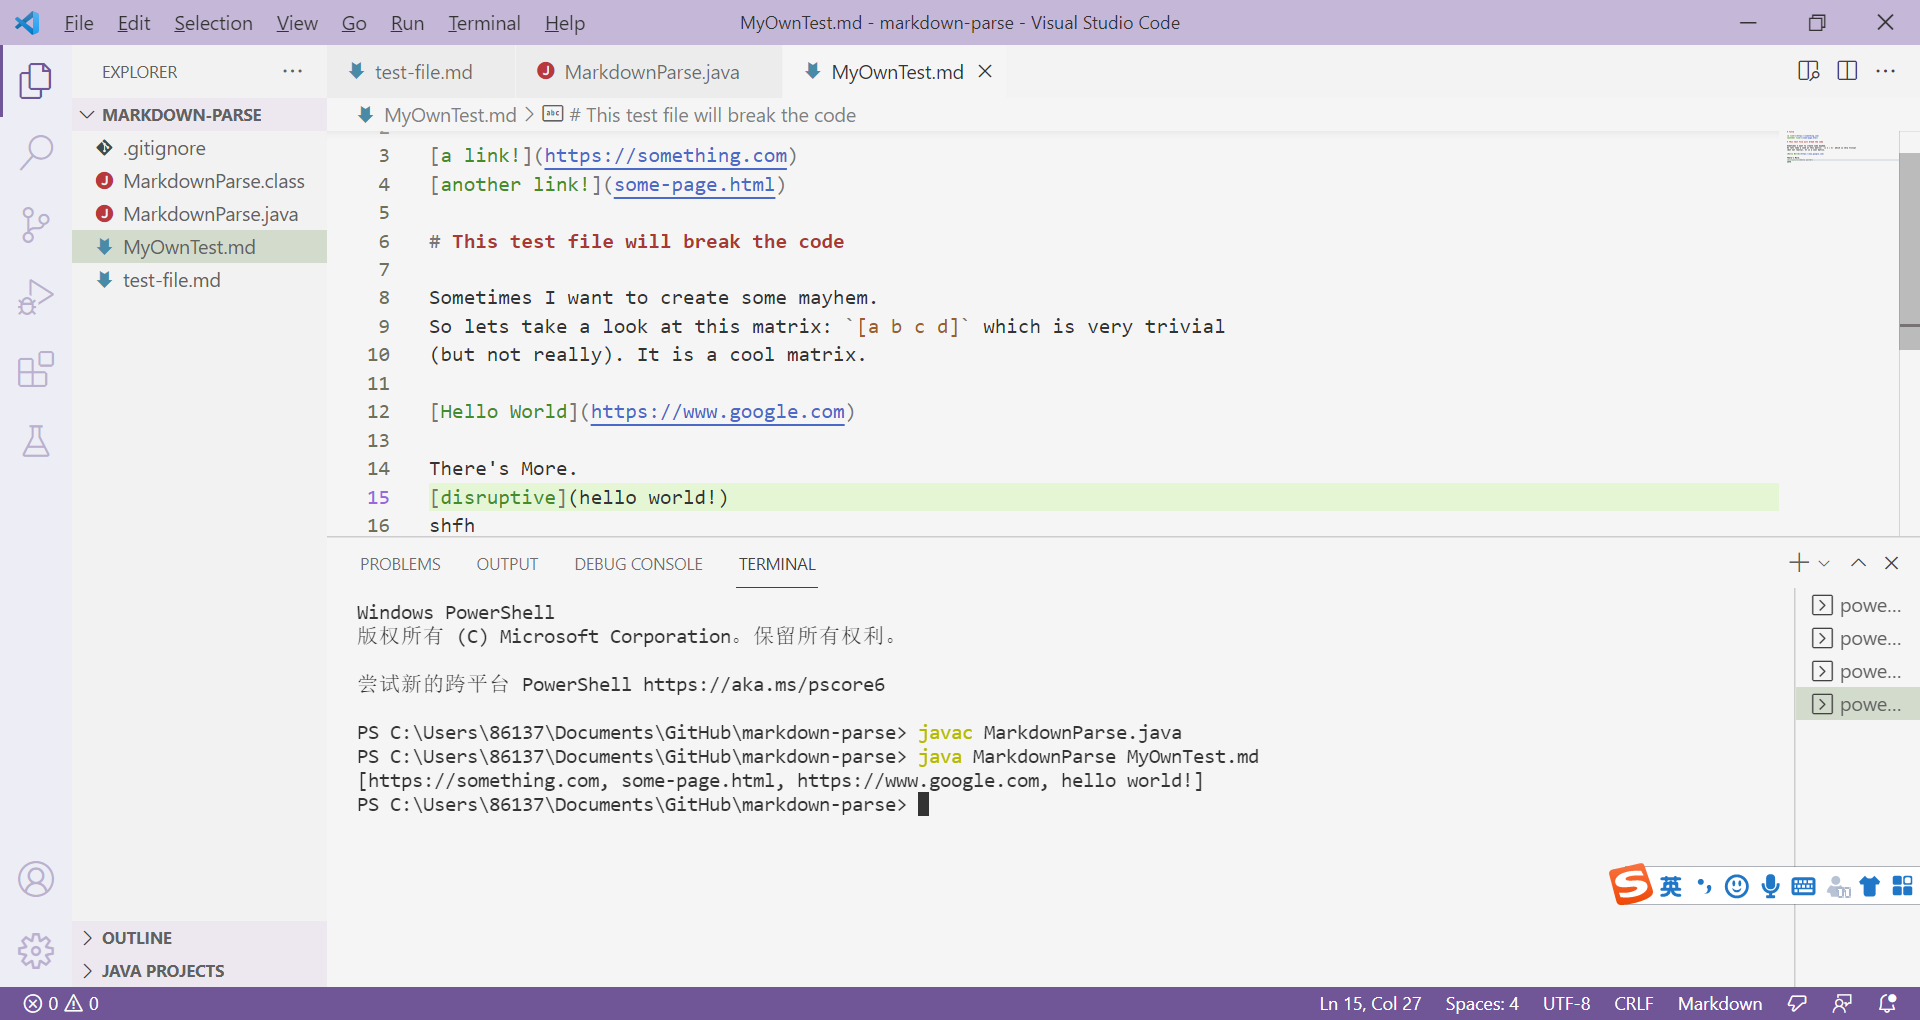 File Edit Selection View Go Run Terminal Help
MyOwnTest.md - markdown-parse - Visual Studio Code
EXPLORER
MARKDOWN-PARSE
.gitignore
MarkdownParse.class
MarkdownParse.java
MyOwnTest.md
test-file.md
OUTLINE
JAVA PROJECTS
test-file.md
MarkdownParse.java
MyOwnTest.md
MyOwnTest.md > # This test file will break the code
3 [a link!](https://something.com)
4 [another link!](some-page.html)
5
6 # This test file will break the code
7
8 Sometimes I want to create some mayhem.
9 So lets take a look at this matrix: `[a b c d]` which is very trivial
10 (but not really). It is a cool matrix.
11
12 [Hello World](https://www.google.com)
13
14 There's More.
15 [disruptive](hello world!)
16 shfh
PROBLEMS OUTPUT DEBUG CONSOLE TERMINAL
Windows PowerShell
版权所有 (C) Microsoft Corporation。保留所有权利。
尝试新的跨平台 PowerShell https://aka.ms/pscore6
PS C:\Users\86137\Documents\GitHub\markdown-parse> javac MarkdownParse.java
PS C:\Users\86137\Documents\GitHub\markdown-parse> java MarkdownParse MyOwnTest.md
[https://something.com, some-page.html, https://www.google.com, hello world!]
PS C:\Users\86137\Documents\GitHub\markdown-parse>
powe...
powe...
powe...
powe...
英
0 0
Ln 15, Col 27 Spaces: 4 UTF-8 CRLF Markdown